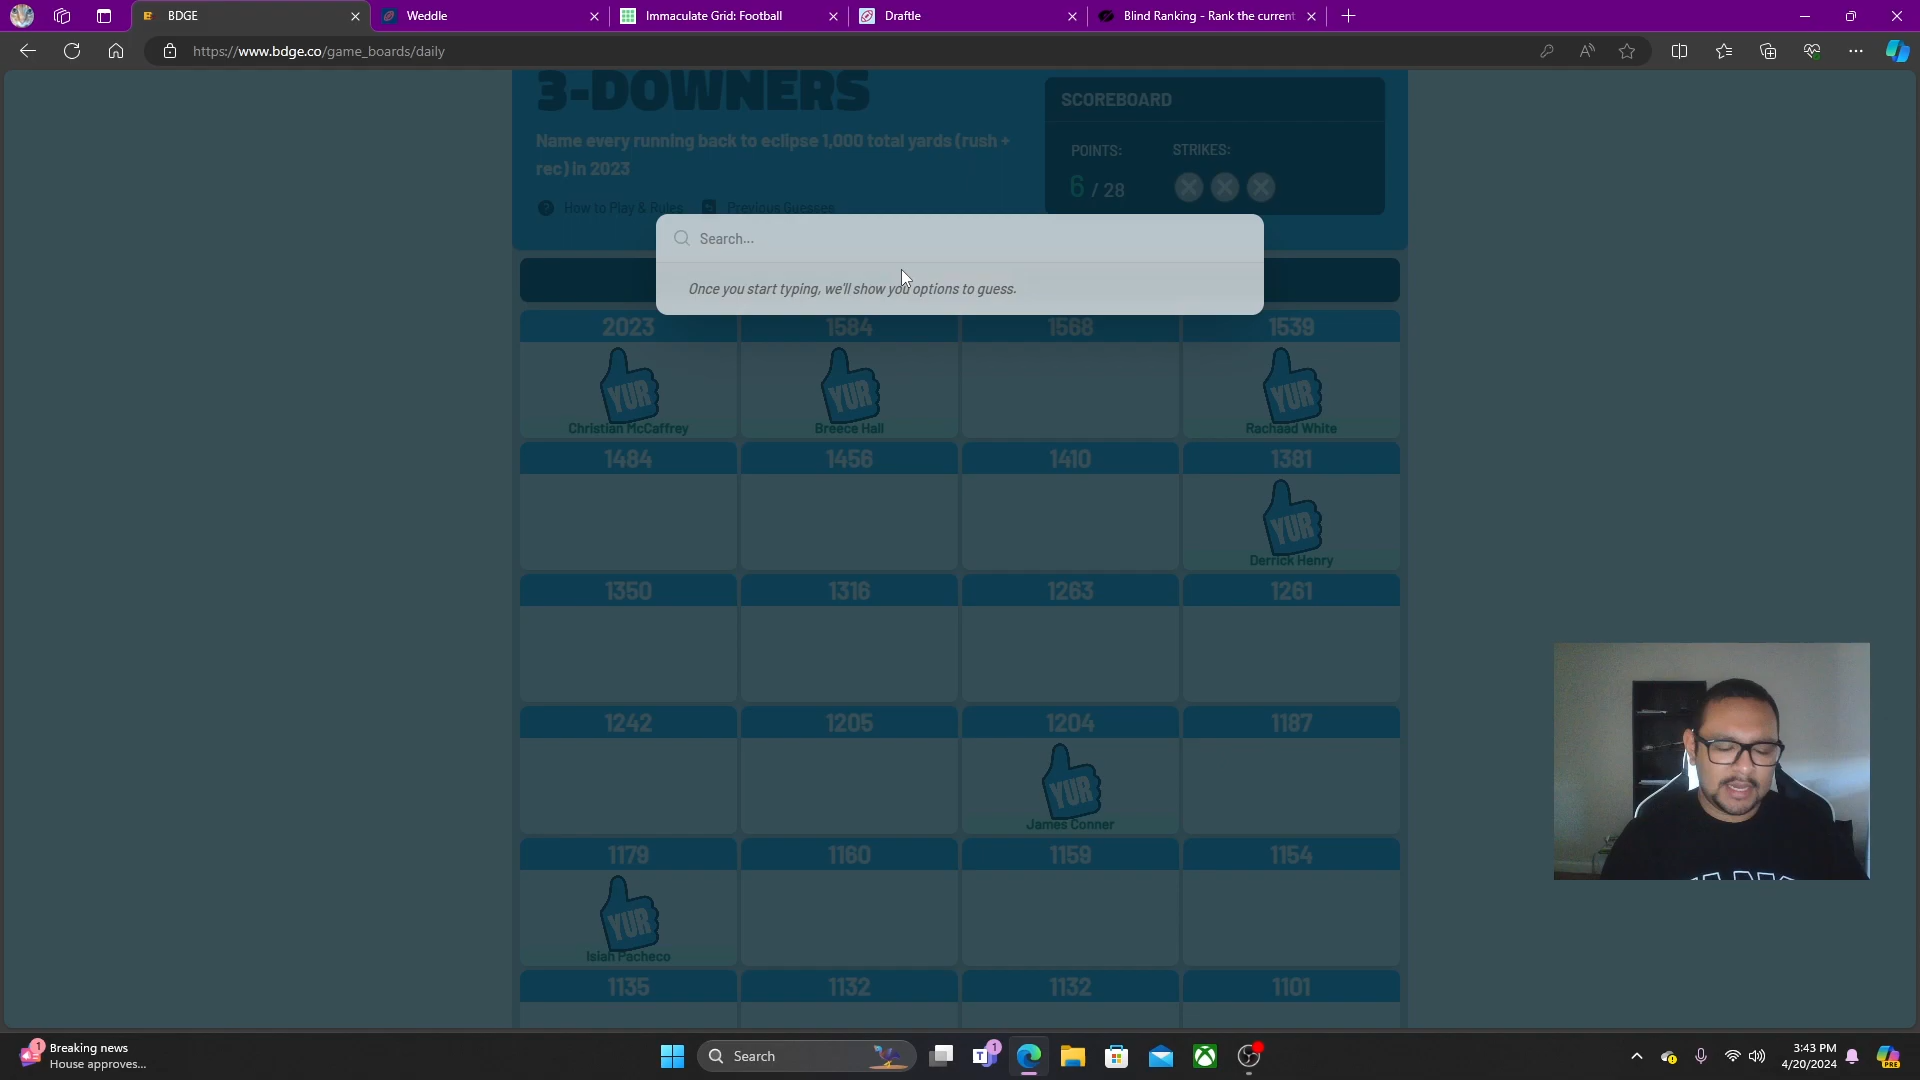 BDGE
Weddle
Immaculate Grid: Football
Draftle
Blind Ranking - Rank the current
https://www.bdge.co/game_boards/daily
3-DOWNERS
Name every running back to eclipse 1,000 total yards (rush +
rec) in 2023
How to Play & Rules
Previous Guesses
SCOREBOARD
POINTS:
STRIKES:
6 / 28
Search...
Once you start typing, we'll show you options to guess.
2023
1584
1568
1539
YUR
YUR
YUR
Christian McCaffrey
Breece Hall
Rachaad White
1484
1456
1410
1381
YUR
Derrick Henry
1350
1316
1263
1261
1242
1205
1204
1187
YUR
James Conner
1179
1160
1159
1154
YUR
Isiah Pacheco
1135
1132
1132
1101
1
Breaking news
House approves...
Search
1
3:43 PM
4/20/2024
PRE